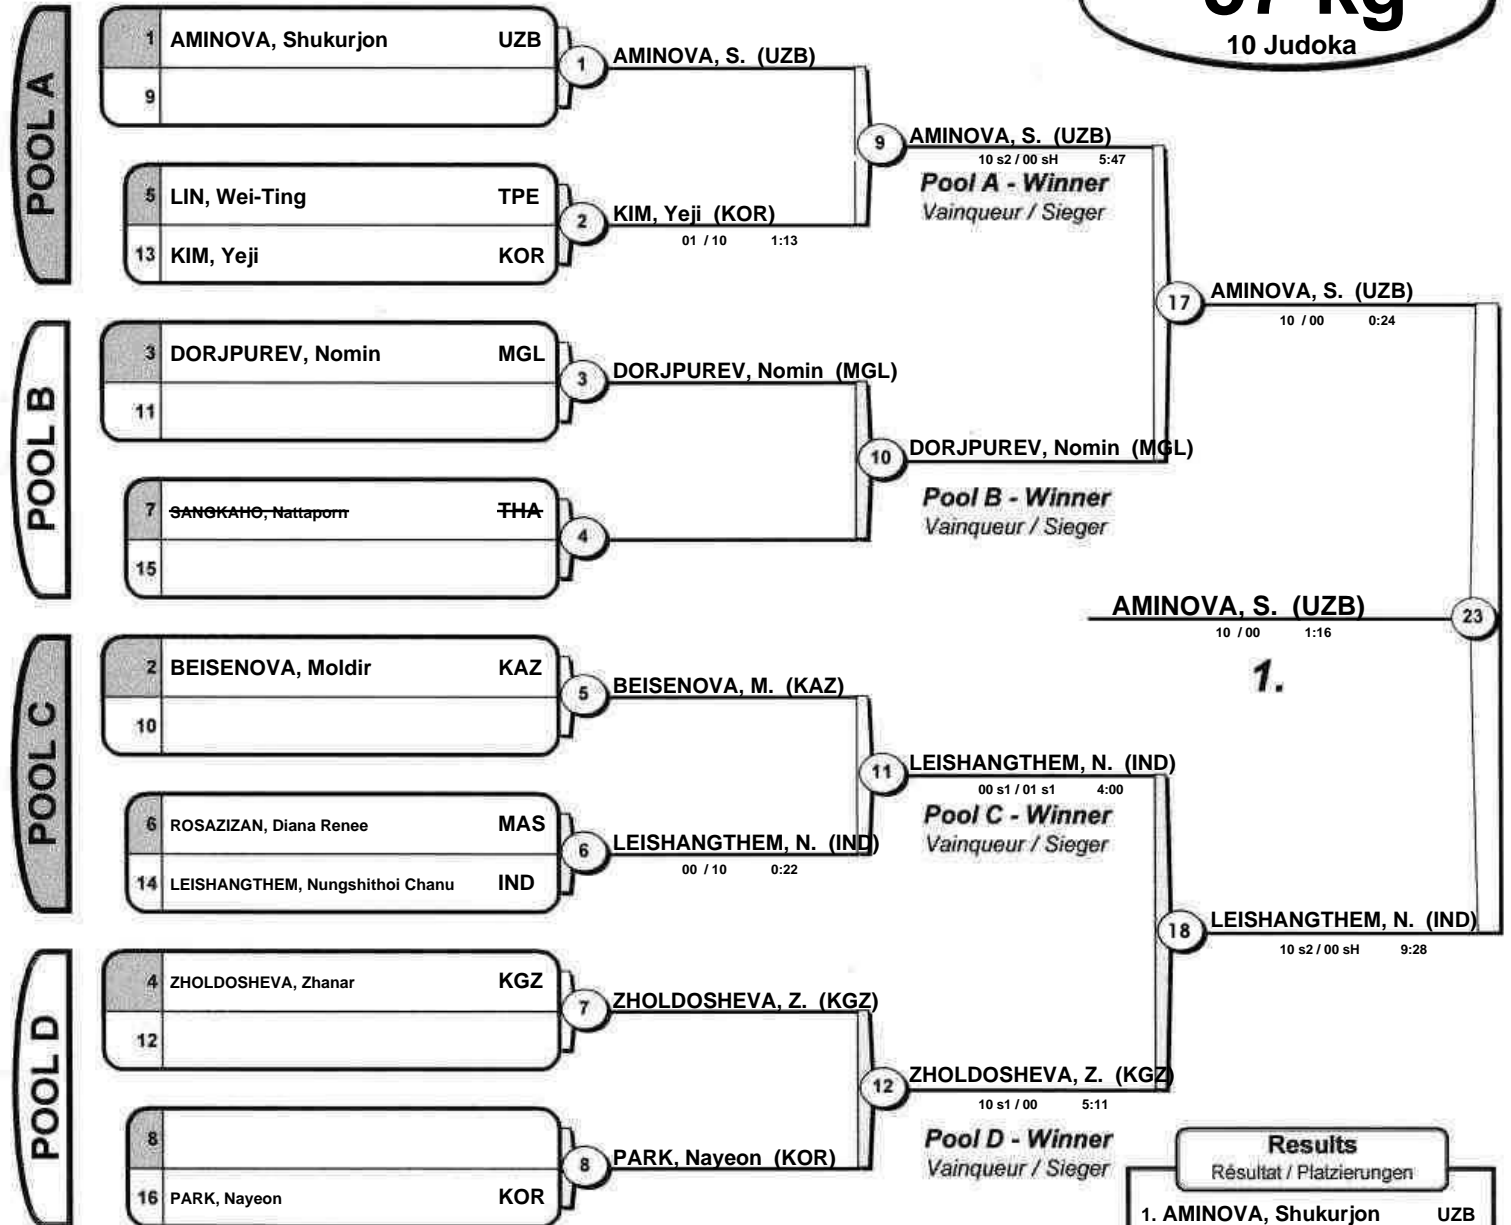 57 kg
10 Judoka
POOL A
1 AMINOVA, Shukurjon UZB
9
1 AMINOVA, S. (UZB)
5 LIN, Wei-Ting TPE
13 KIM, Yeji KOR
2 KIM, Yeji (KOR)
01 / 10 1:13
9 AMINOVA, S. (UZB)
10 s2 / 00 sH 5:47
Pool A - Winner
Vainqueur / Sieger
POOL B
3 DORJPUREV, Nomin MGL
11
3 DORJPUREV, Nomin (MGL)
7 SANGKAHO, Nattaporn THA
15
4
10 DORJPUREV, Nomin (MGL)
Pool B - Winner
Vainqueur / Sieger
17 AMINOVA, S. (UZB)
10 / 00 0:24
AMINOVA, S. (UZB) 23
10 / 00 1:16
1.
POOL C
2 BEISENOVA, Moldir KAZ
10
5 BEISENOVA, M. (KAZ)
6 ROSAZIZAN, Diana Renee MAS
14 LEISHANGTHEM, Nungshithoi Chanu IND
6 LEISHANGTHEM, N. (IND)
00 / 10 0:22
11 LEISHANGTHEM, N. (IND)
00 s1 / 01 s1 4:00
Pool C - Winner
Vainqueur / Sieger
POOL D
4 ZHOLDOSHEVA, Zhanar KGZ
12
7 ZHOLDOSHEVA, Z. (KGZ)
8
16 PARK, Nayeon KOR
8 PARK, Nayeon (KOR)
12 ZHOLDOSHEVA, Z. (KGZ)
10 s1 / 00 5:11
Pool D - Winner
Vainqueur / Sieger
18 LEISHANGTHEM, N. (IND)
10 s2 / 00 sH 9:28
Results
Résultat / Platzierungen
1. AMINOVA, Shukurjon UZB